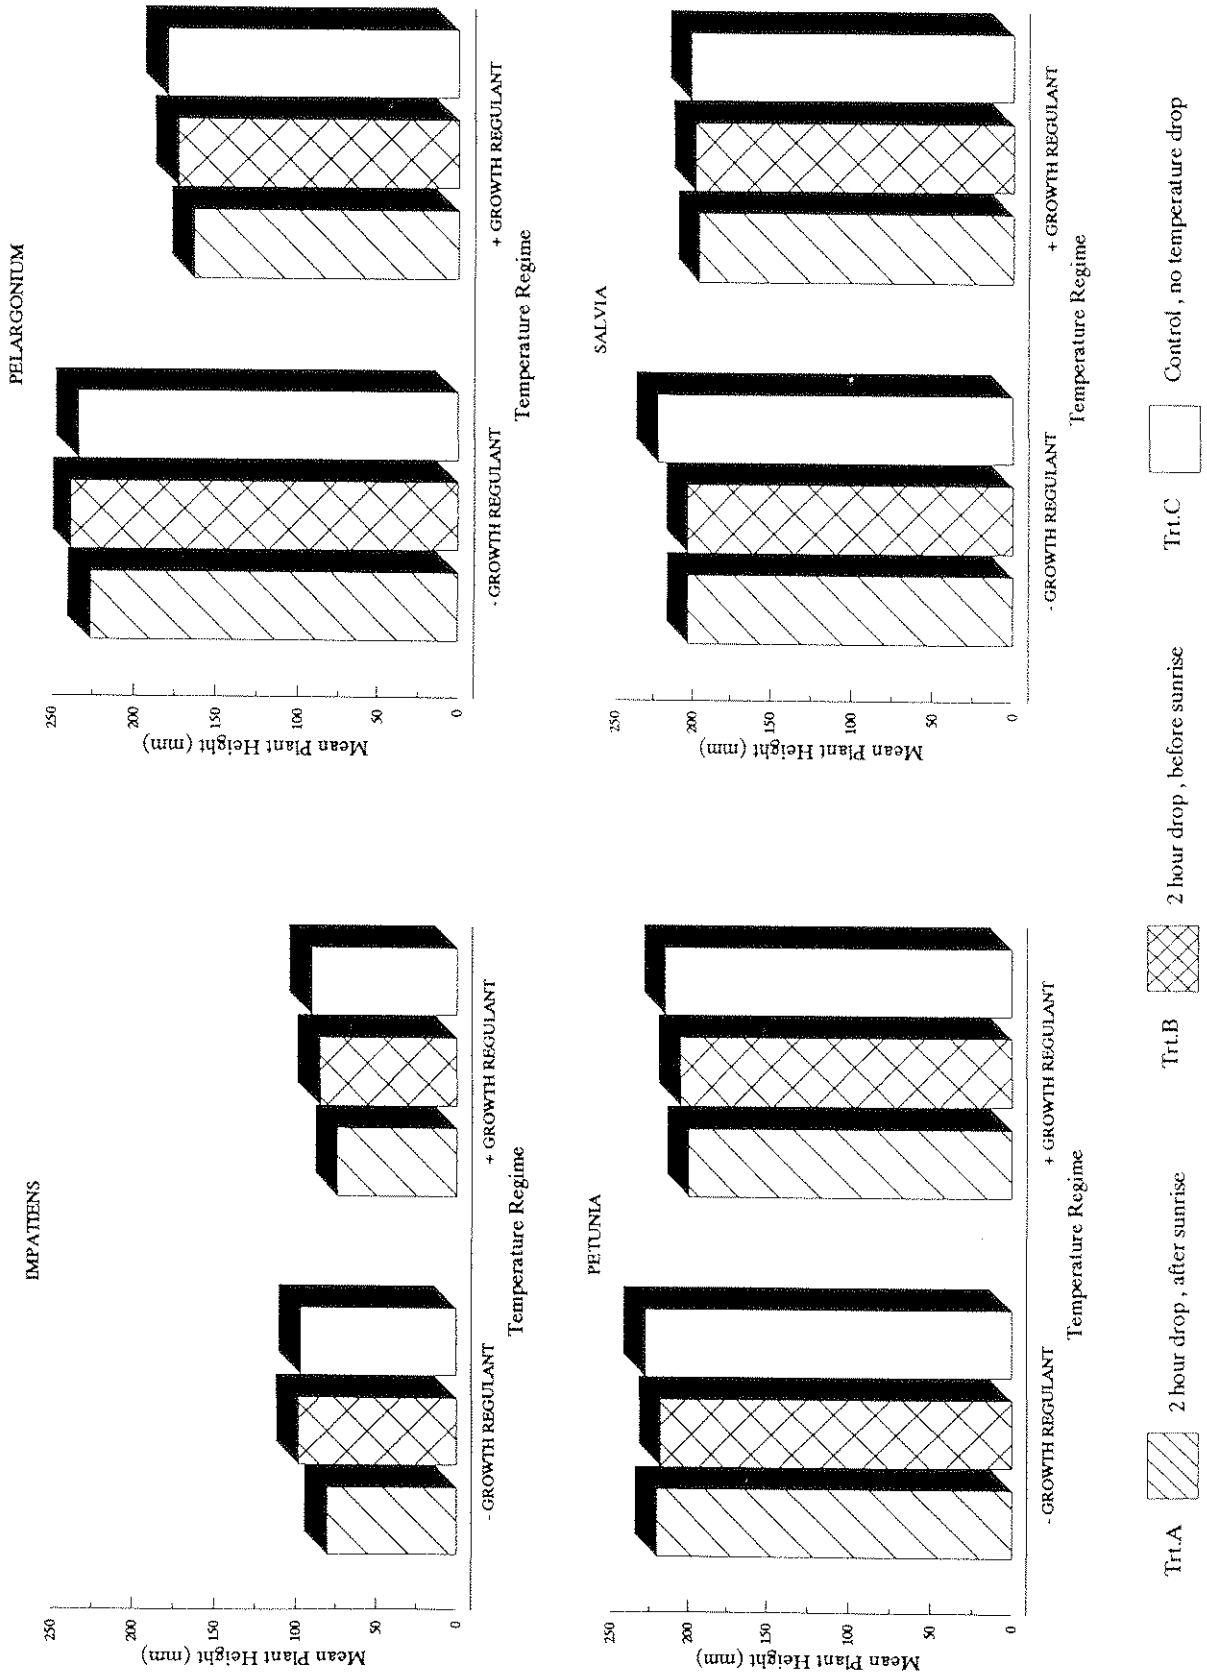 IMPATIENS
Mean Plant Height (mm)
250
200
150
100
50
0
- GROWTH REGULANT
+ GROWTH REGULANT
Temperature Regime
PELARGONIUM
Mean Plant Height (mm)
250
200
150
100
50
0
- GROWTH REGULANT
+ GROWTH REGULANT
Temperature Regime
PETUNIA
Mean Plant Height (mm)
250
200
150
100
50
0
- GROWTH REGULANT
+ GROWTH REGULANT
Temperature Regime
SALVIA
Mean Plant Height (mm)
250
200
150
100
50
0
- GROWTH REGULANT
+ GROWTH REGULANT
Temperature Regime
Trt.A 2 hour drop , after sunrise
Trt.B 2 hour drop , before sunrise
Trt.C Control , no temperature drop